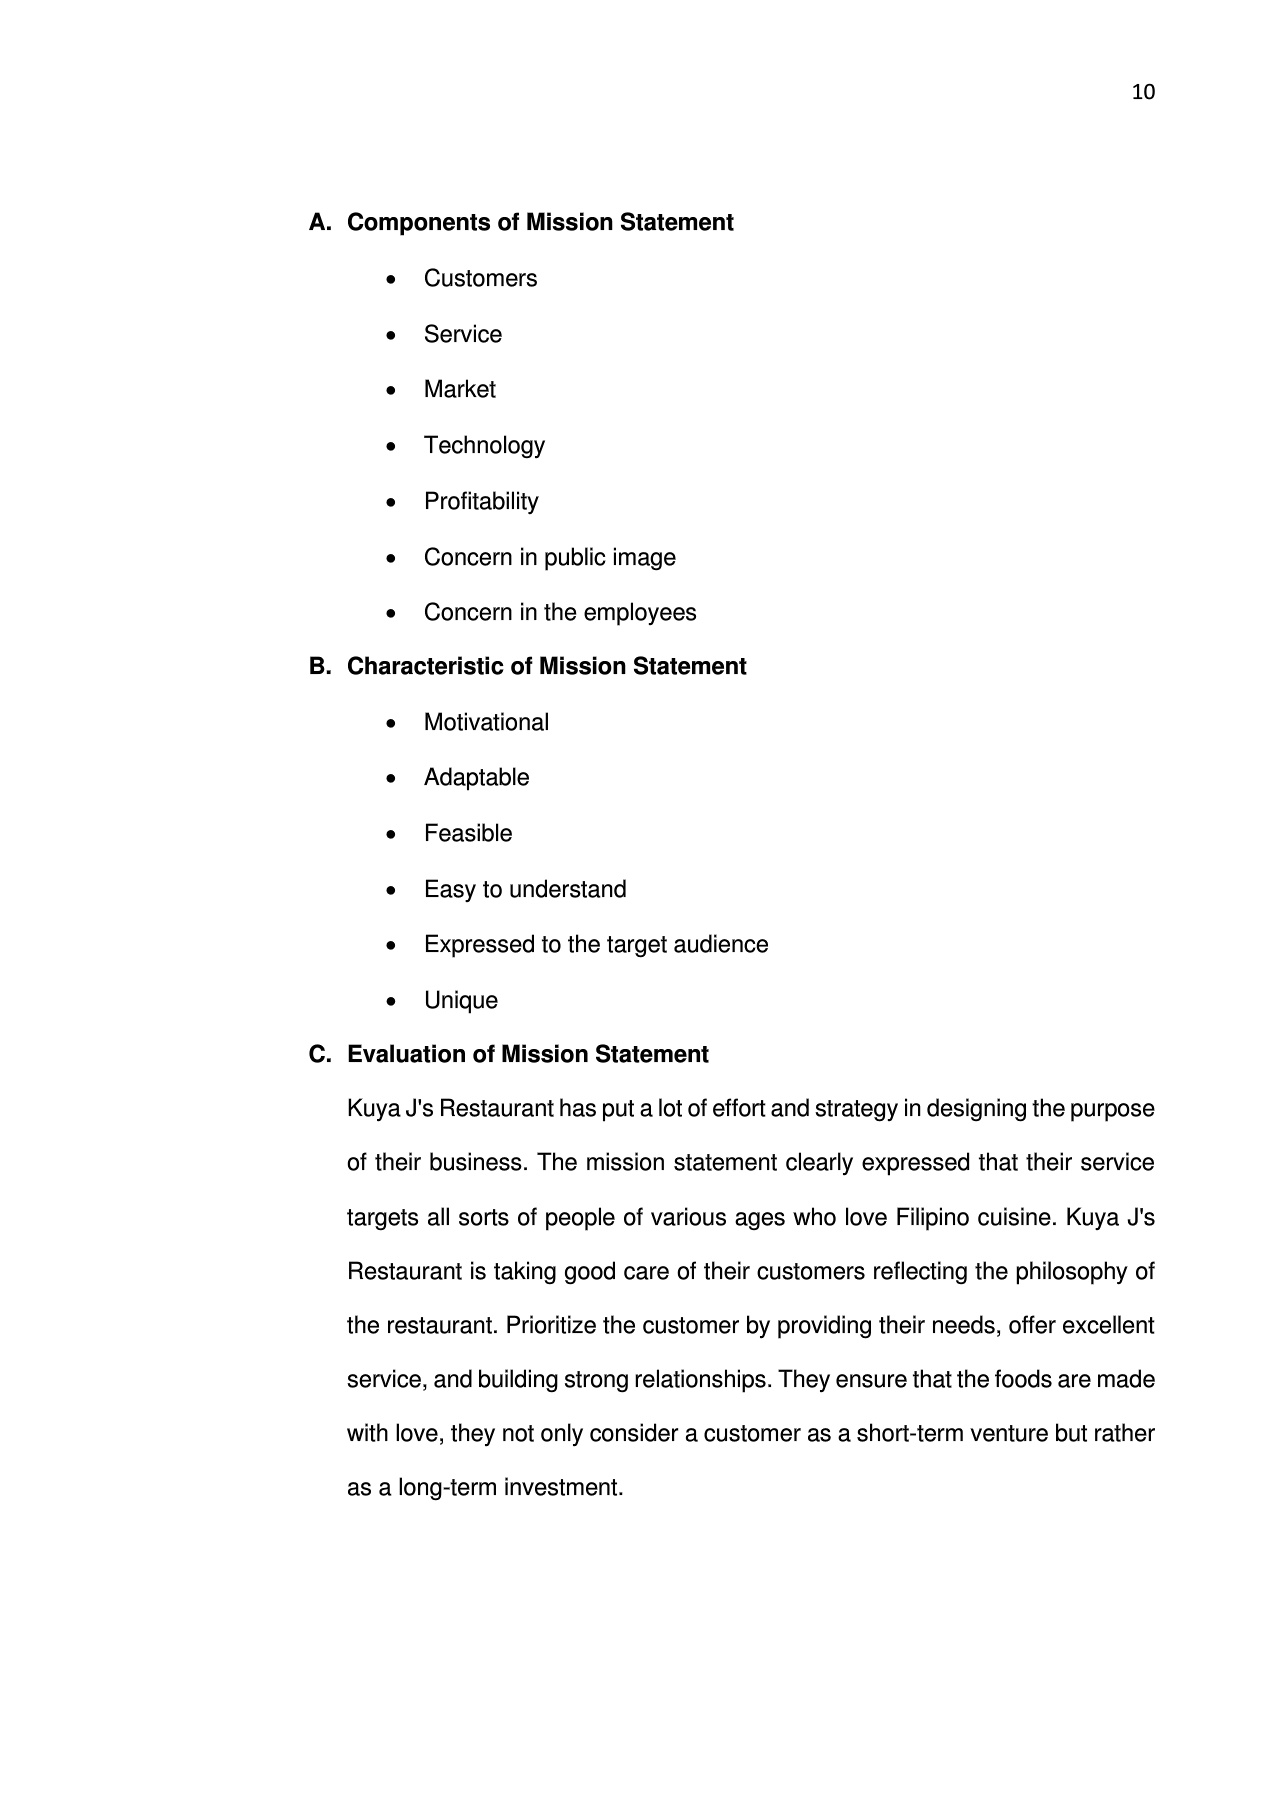 10
A. Components of Mission Statement
• Customers
• Service
• Market
• Technology
• Profitability
• Concern in public image
• Concern in the employees
B. Characteristic of Mission Statement
• Motivational
• Adaptable
• Feasible
• Easy to understand
• Expressed to the target audience
• Unique
C. Evaluation of Mission Statement
Kuya J's Restaurant has put a lot of effort and strategy in designing the purpose
of their business. The mission statement clearly expressed that their service
targets all sorts of people of various ages who love Filipino cuisine. Kuya J's
Restaurant is taking good care of their customers reflecting the philosophy of
the restaurant. Prioritize the customer by providing their needs, offer excellent
service, and building strong relationships. They ensure that the foods are made
with love, they not only consider a customer as a short-term venture but rather
as a long-term investment.